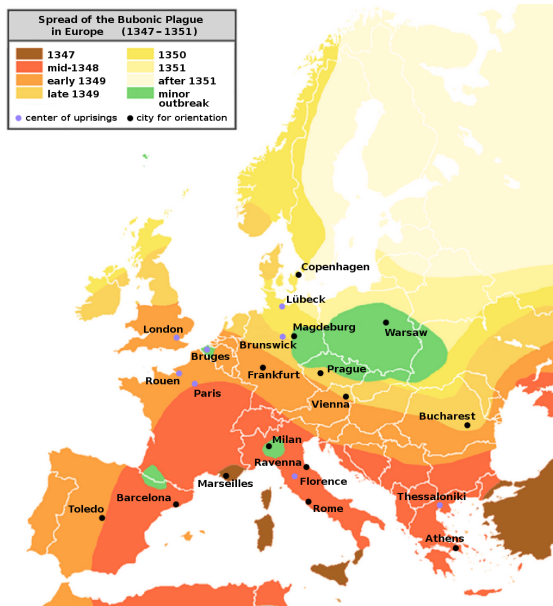 Spread of the Bubonic Plague
in Europe (1347–1351)
1347
mid-1348
early 1349
late 1349
1350
1351
after 1351
minor
outbreak
center of uprisings
city for orientation
Copenhagen
Lübeck
London
Magdeburg
Warsaw
Brunswick
Bruges
Rouen
Frankfurt
Prague
Paris
Vienna
Bucharest
Milan
Ravenna
Marseilles
Florence
Barcelona
Thessaloniki
Toledo
Rome
Athens